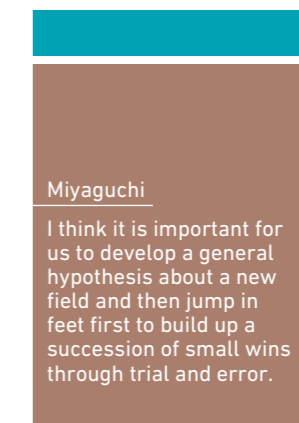 Miyaguchi
I think it is important for
us to develop a general
hypothesis about a new
field and then jump in
feet first to build up a
succession of small wins
through trial and error.